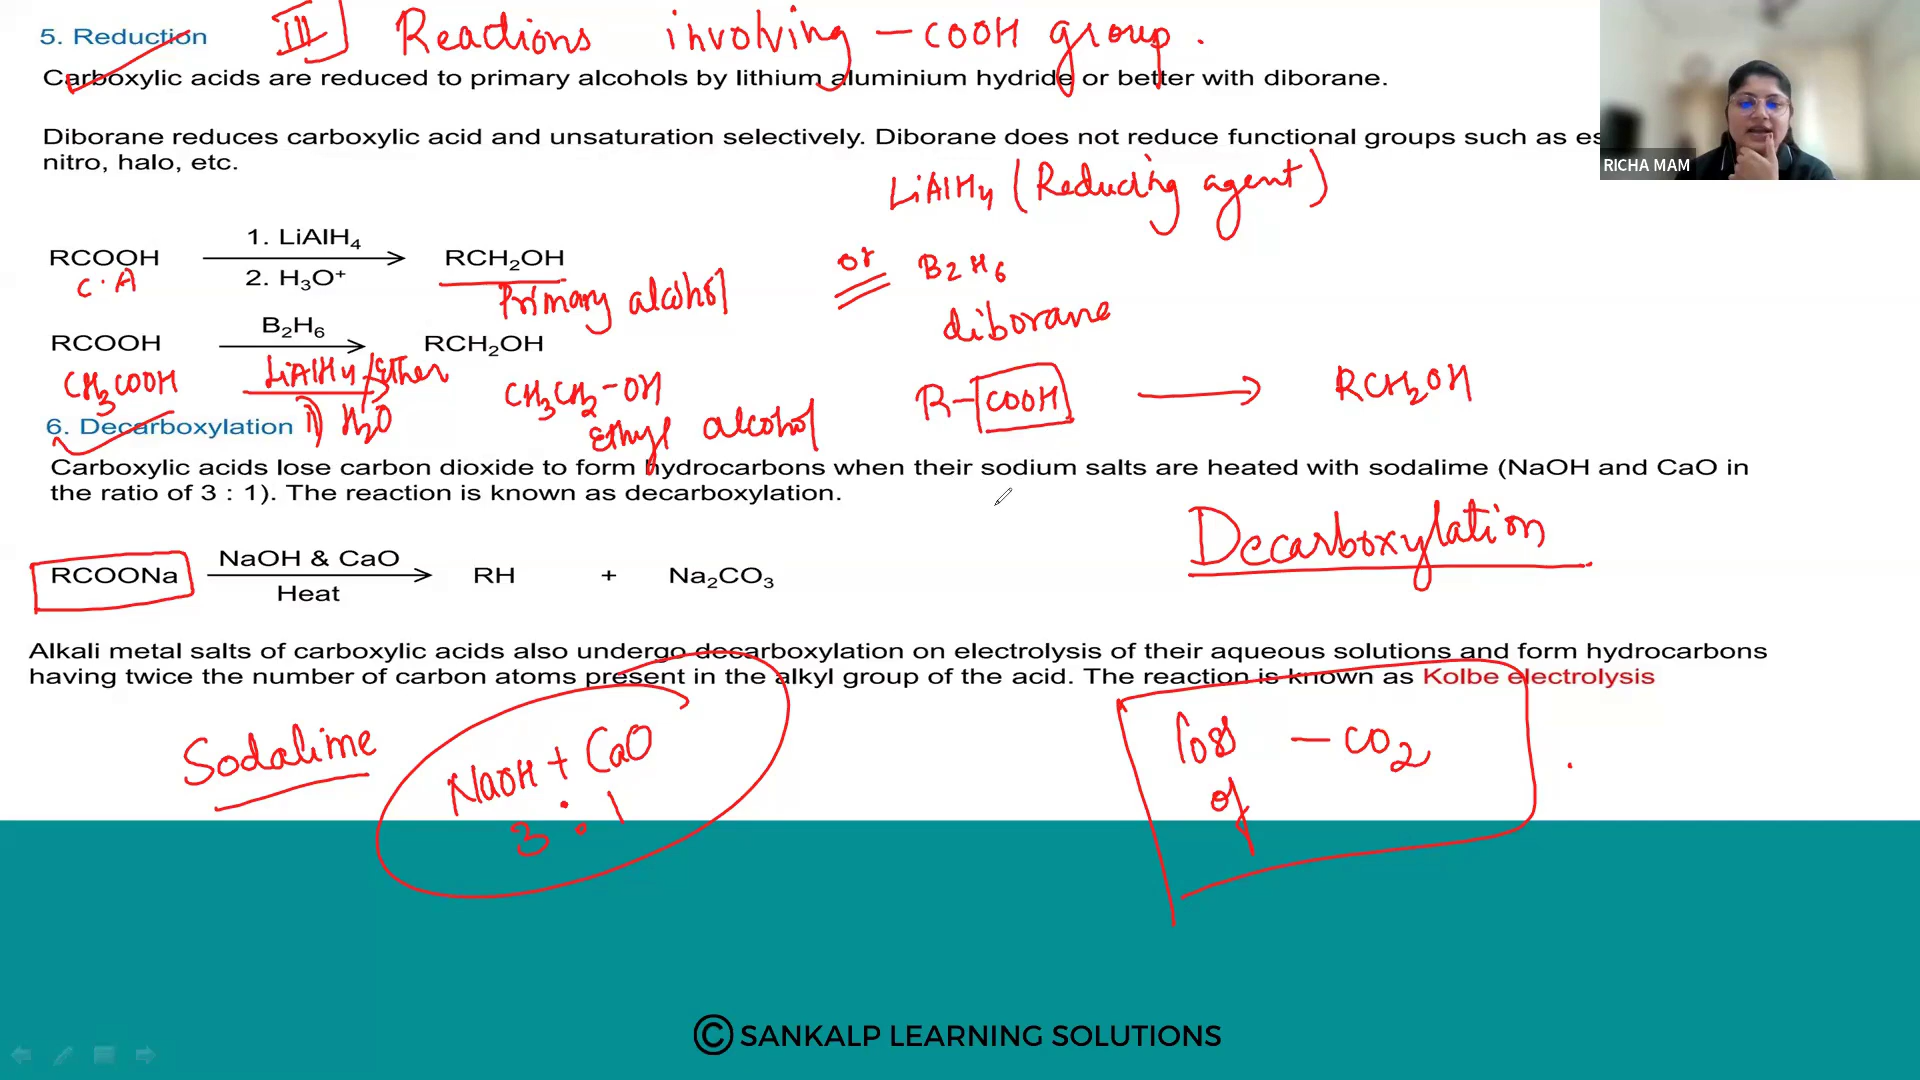 5. Reduction
III] Reactions involving - COOH group.
Carboxylic acids are reduced to primary alcohols by lithium aluminium hydride or better with diborane.
RICHA MAM
Diborane reduces carboxylic acid and unsaturation selectively. Diborane does not reduce functional groups such as es
nitro, halo, etc.
LiAlH4 (Reducing agent)
RCOOH 1. LiAlH4 2. H3O+ RCH2OH
C.A
Primary alcohol
or B2H6
diborane
RCOOH B2H6 RCH2OH
CH3COOH LiAlH4/Ether CH3CH2-OH
H2O
Ethyl alcohol
R-COOH → RCH2OH
6. Decarboxylation
Carboxylic acids lose carbon dioxide to form hydrocarbons when their sodium salts are heated with sodalime (NaOH and CaO in
the ratio of 3 : 1). The reaction is known as decarboxylation.
Decarboxylation
RCOONa NaOH & CaO Heat RH + Na2CO3
Alkali metal salts of carboxylic acids also undergo decarboxylation on electrolysis of their aqueous solutions and form hydrocarbons
having twice the number of carbon atoms present in the alkyl group of the acid. The reaction is known as Kolbe electrolysis
Sodalime NaOH + CaO
3 : 1
loss - CO2
of
© SANKALP LEARNING SOLUTIONS